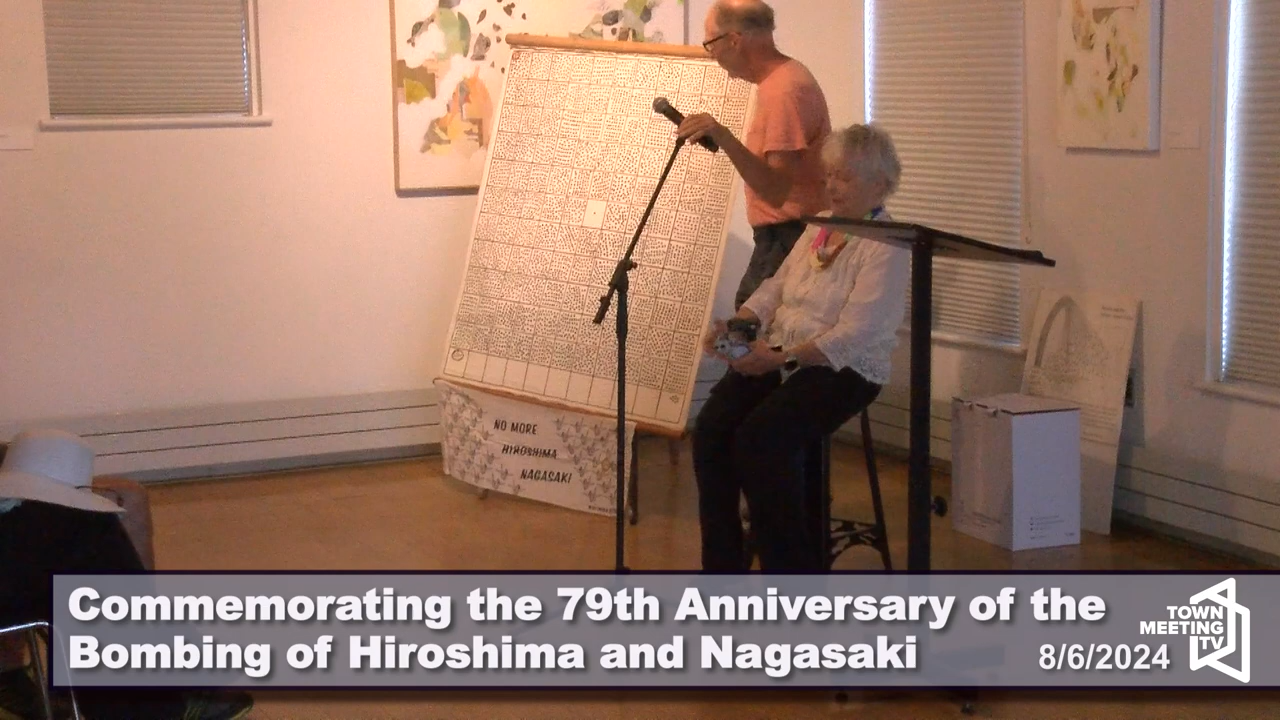 NO MORE
HIROSHIMA
NAGASAKI
Commemorating the 79th Anniversary of the
Bombing of Hiroshima and Nagasaki
8/6/2024
TOWN
MEETING
TV